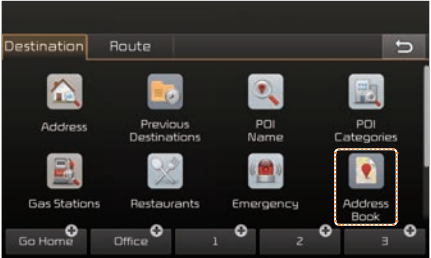 Destination Route
Address Previous Destinations POI Name POI Categories
Gas Stations Restaurants Emergency Address Book
Go Home Office 1 2 3